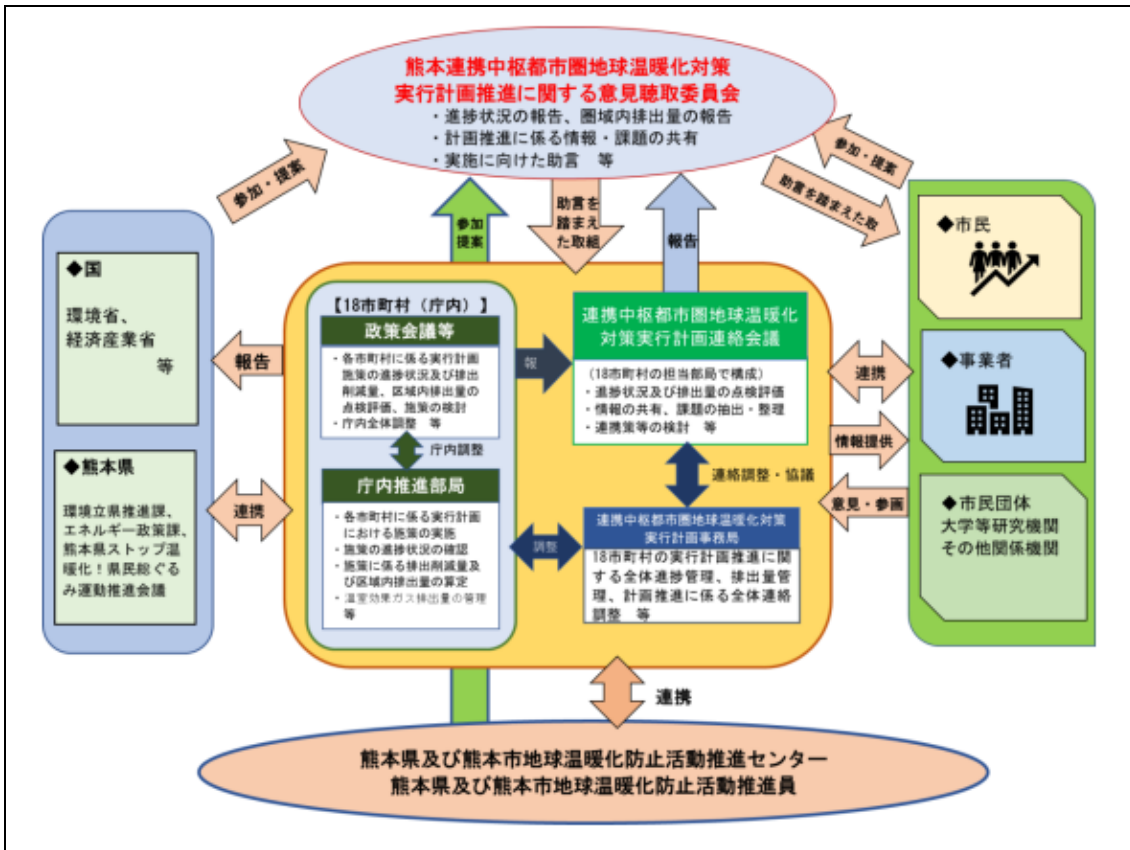 熊本連携中枢都市圏地球温暖化対策
実行計画推進に関する意見聴取委員会
・進捗状況の報告、圏域内排出量の報告
・計画推進に係る情報・課題の共有
・実施に向けた助言　等
参加・提案
参加
提案
助言を
踏まえ
た取組
報告
参加・提案
助言を踏まえた取
◆国
環境省、
経済産業省
等
◆熊本県
環境立県推進課、
エネルギー政策課、
熊本県ストップ温
暖化！県民総ぐる
み運動推進会議
報告
連携
【18市町村（庁内）】
政策会議等
・各市町村に係る実行計画
施策の進捗状況及び排出
削減量、区域内排出量の
点検評価、施策の検討
・庁内全体調整　等
庁内調整
庁内推進部局
・各市町村に係る実行計画
における施策の実施
・施策の進捗状況の確認
・施策に係る排出削減量及
び区域内排出量の算定
・温室効果ガス排出量の管理
等
報
調整
連携中枢都市圏地球温暖化
対策実行計画連絡会議
（18市町村の担当部局で構成）
・進捗状況及び排出量の点検評価
・情報の共有、課題の抽出・整理
・連携策等の検討　等
連絡調整・協議
連携中枢都市圏地球温暖化対策
実行計画事務局
18市町村の実行計画推進に関
する全体進捗管理、排出量管
理、計画推進に係る全体連絡
調整　等
連携
情報提供
意見・参画
◆市民
◆事業者
◆市民団体
大学等研究機関
その他関係機関
連携
熊本県及び熊本市地球温暖化防止活動推進センター
熊本県及び熊本市地球温暖化防止活動推進員